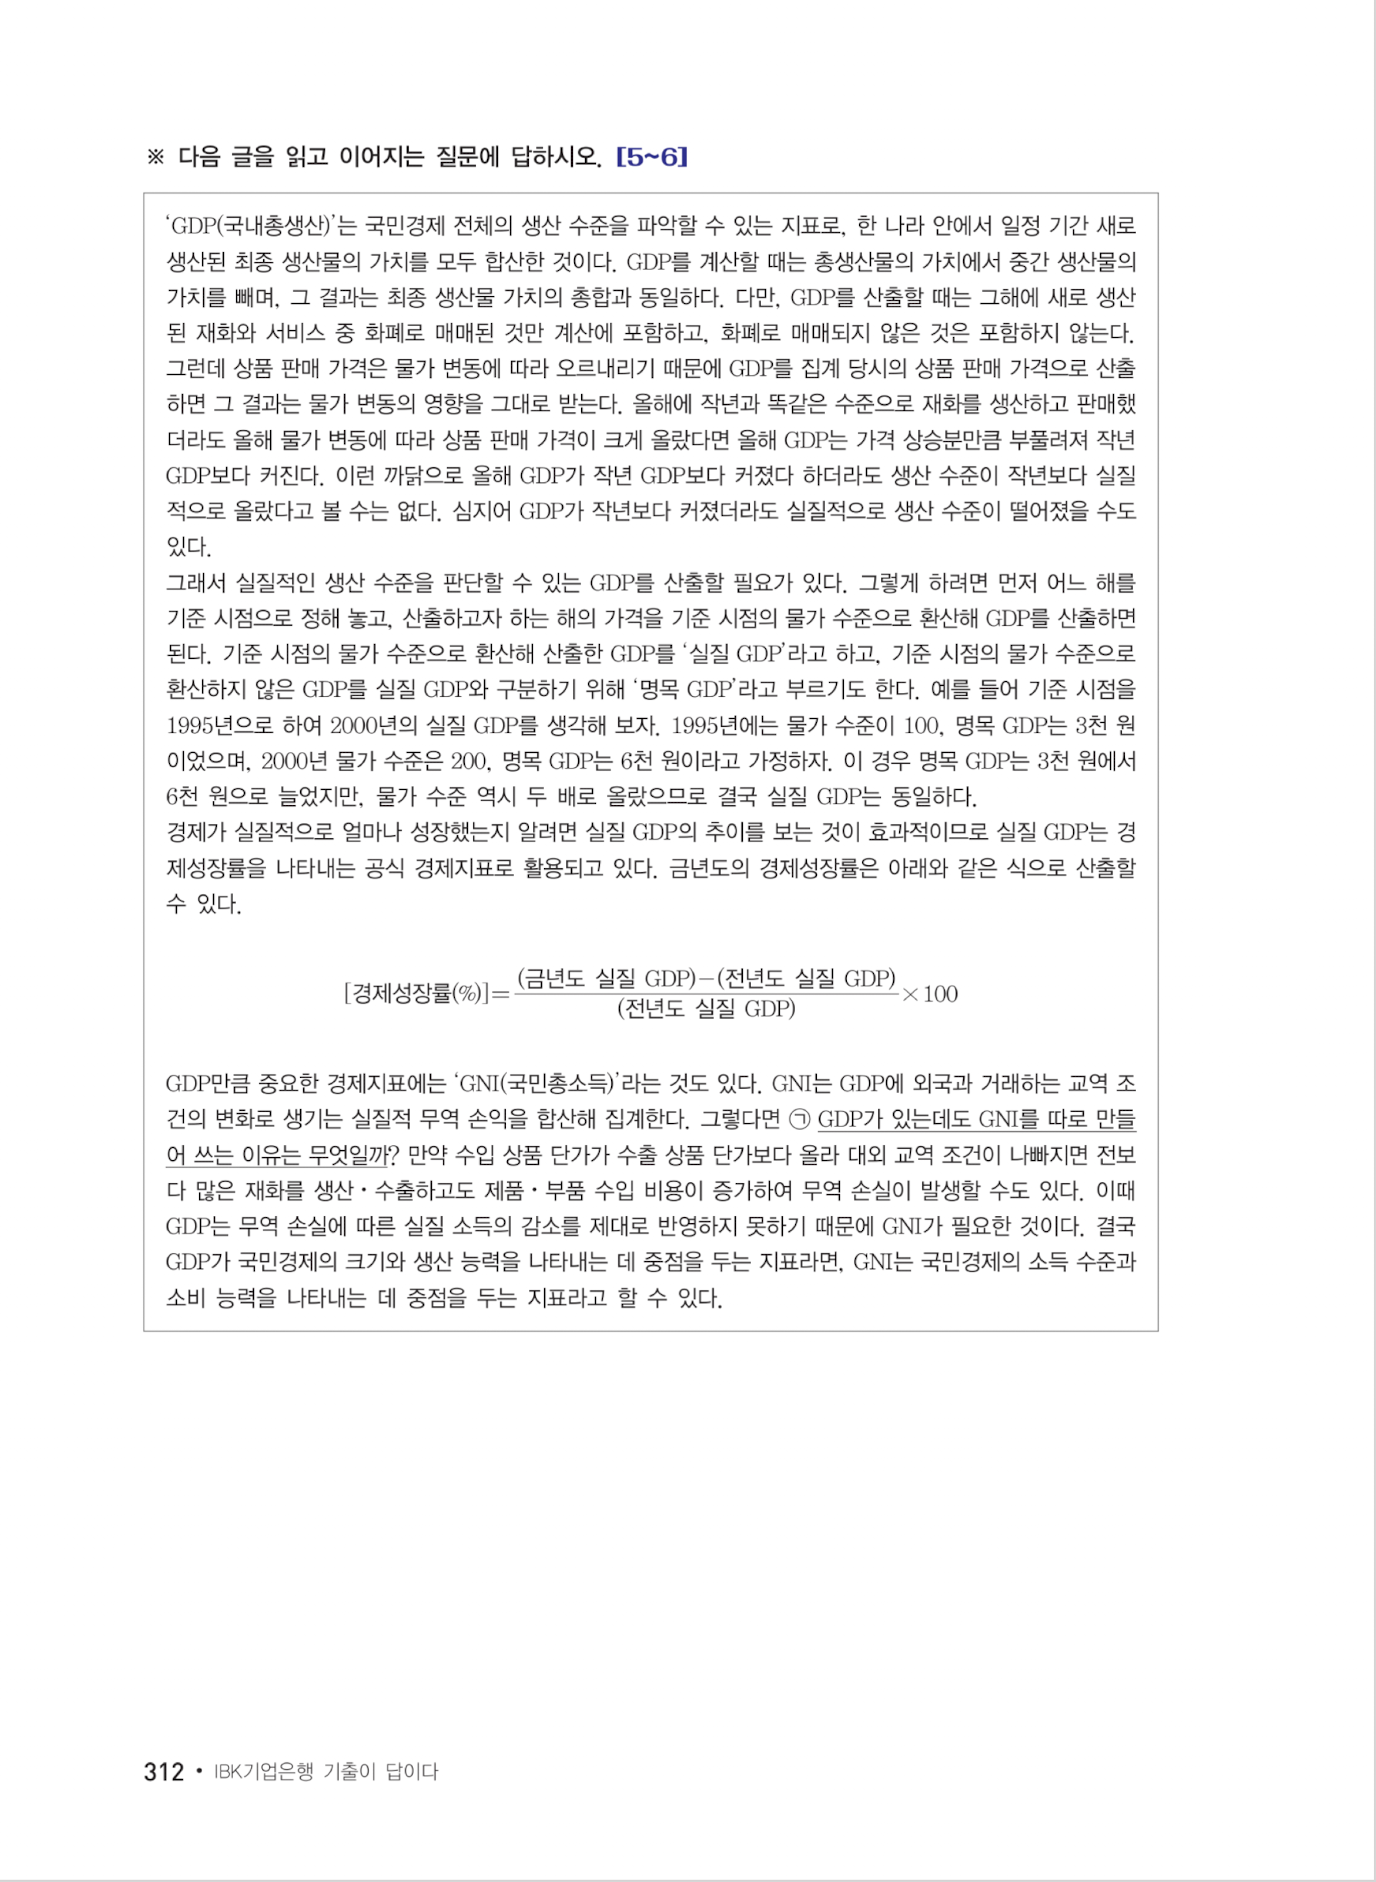 ※ 다음 글을 읽고 이어지는 질문에 답하시오. [5~6]
‘GDP(국내총생산)’는 국민경제 전체의 생산 수준을 파악할 수 있는 지표로, 한 나라 안에서 일정 기간 새로
생산된 최종 생산물의 가치를 모두 합산한 것이다. GDP를 계산할 때는 총생산물의 가치에서 중간 생산물의
가치를 빼며, 그 결과는 최종 생산물 가치의 총합과 동일하다. 다만, GDP를 산출할 때는 그해에 새로 생산
된 재화와 서비스 중 화폐로 매매된 것만 계산에 포함하고, 화폐로 매매되지 않은 것은 포함하지 않는다.
그런데 상품 판매 가격은 물가 변동에 따라 오르내리기 때문에 GDP를 집계 당시의 상품 판매 가격으로 산출
하면 그 결과는 물가 변동의 영향을 그대로 받는다. 올해에 작년과 똑같은 수준으로 재화를 생산하고 판매했
더라도 올해 물가 변동에 따라 상품 판매 가격이 크게 올랐다면 올해 GDP는 가격 상승분만큼 부풀려져 작년
GDP보다 커진다. 이런 까닭으로 올해 GDP가 작년 GDP보다 커졌다 하더라도 생산 수준이 작년보다 실질
적으로 올랐다고 볼 수는 없다. 심지어 GDP가 작년보다 커졌더라도 실질적으로 생산 수준이 떨어졌을 수도
있다.
그래서 실질적인 생산 수준을 판단할 수 있는 GDP를 산출할 필요가 있다. 그렇게 하려면 먼저 어느 해를
기준 시점으로 정해 놓고, 산출하고자 하는 해의 가격을 기준 시점의 물가 수준으로 환산해 GDP를 산출하면
된다. 기준 시점의 물가 수준으로 환산해 산출한 GDP를 ‘실질 GDP’라고 하고, 기준 시점의 물가 수준으로
환산하지 않은 GDP를 실질 GDP와 구분하기 위해 ‘명목 GDP’라고 부르기도 한다. 예를 들어 기준 시점을
1995년으로 하여 2000년의 실질 GDP를 생각해 보자. 1995년에는 물가 수준이 100, 명목 GDP는 3천 원
이었으며, 2000년 물가 수준은 200, 명목 GDP는 6천 원이라고 가정하자. 이 경우 명목 GDP는 3천 원에서
6천 원으로 늘었지만, 물가 수준 역시 두 배로 올랐으므로 결국 실질 GDP는 동일하다.
경제가 실질적으로 얼마나 성장했는지 알려면 실질 GDP의 추이를 보는 것이 효과적이므로 실질 GDP는 경
제성장률을 나타내는 공식 경제지표로 활용되고 있다. 금년도의 경제성장률은 아래와 같은 식으로 산출할
수 있다.
[경제성장률(%)]=(금년도 실질 GDP)−(전년도 실질 GDP)/(전년도 실질 GDP)×100
GDP만큼 중요한 경제지표에는 ‘GNI(국민총소득)’라는 것도 있다. GNI는 GDP에 외국과 거래하는 교역 조
건의 변화로 생기는 실질적 무역 손익을 합산해 집계한다. 그렇다면 ㉠ GDP가 있는데도 GNI를 따로 만들
어 쓰는 이유는 무엇일까? 만약 수입 상품 단가가 수출 상품 단가보다 올라 대외 교역 조건이 나빠지면 전보
다 많은 재화를 생산・수출하고도 제품・부품 수입 비용이 증가하여 무역 손실이 발생할 수도 있다. 이때
GDP는 무역 손실에 따른 실질 소득의 감소를 제대로 반영하지 못하기 때문에 GNI가 필요한 것이다. 결국
GDP가 국민경제의 크기와 생산 능력을 나타내는 데 중점을 두는 지표라면, GNI는 국민경제의 소득 수준과
소비 능력을 나타내는 데 중점을 두는 지표라고 할 수 있다.
312 • IBK기업은행 기출이 답이다